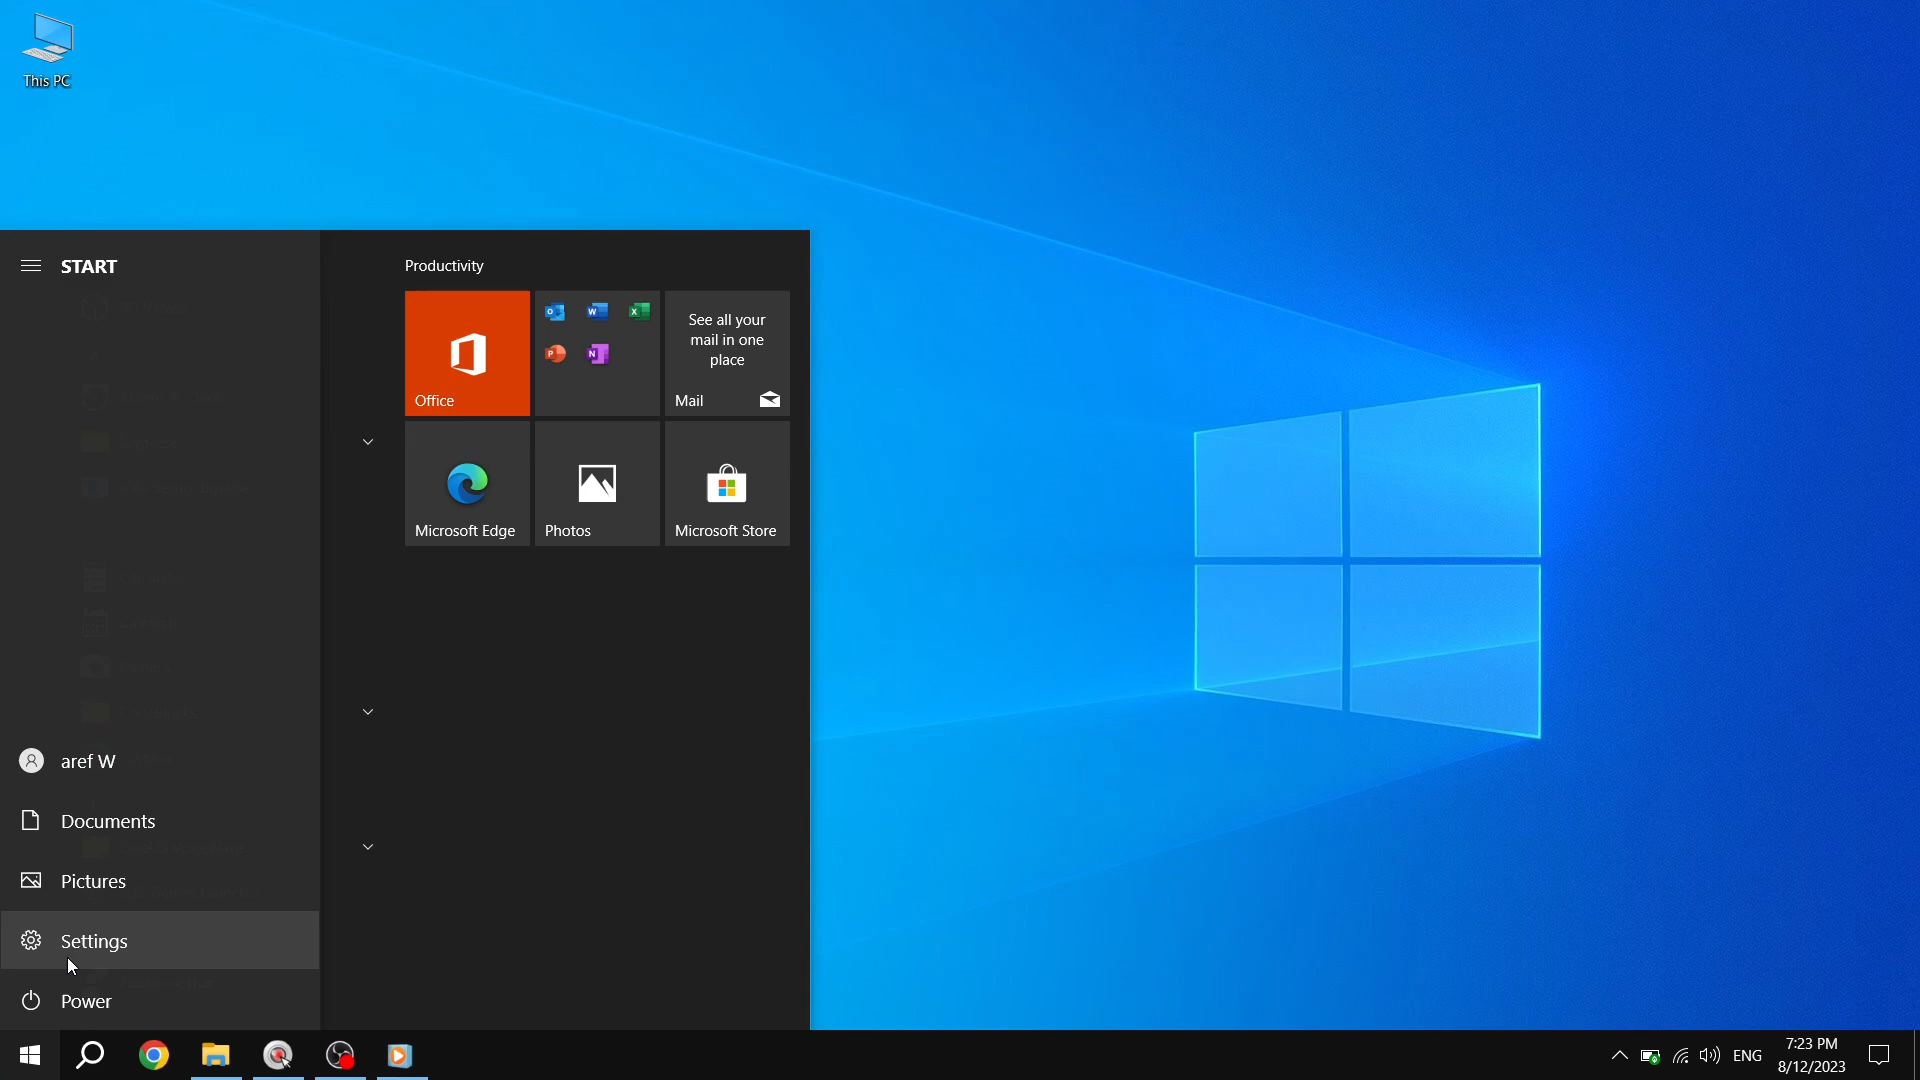 This PC
START
Productivity
See all your
mail in one
place
Office
Mail
Microsoft Edge
Photos
Microsoft Store
aref W
Documents
Pictures
Settings
Power
ENG
7:23 PM
8/12/2023